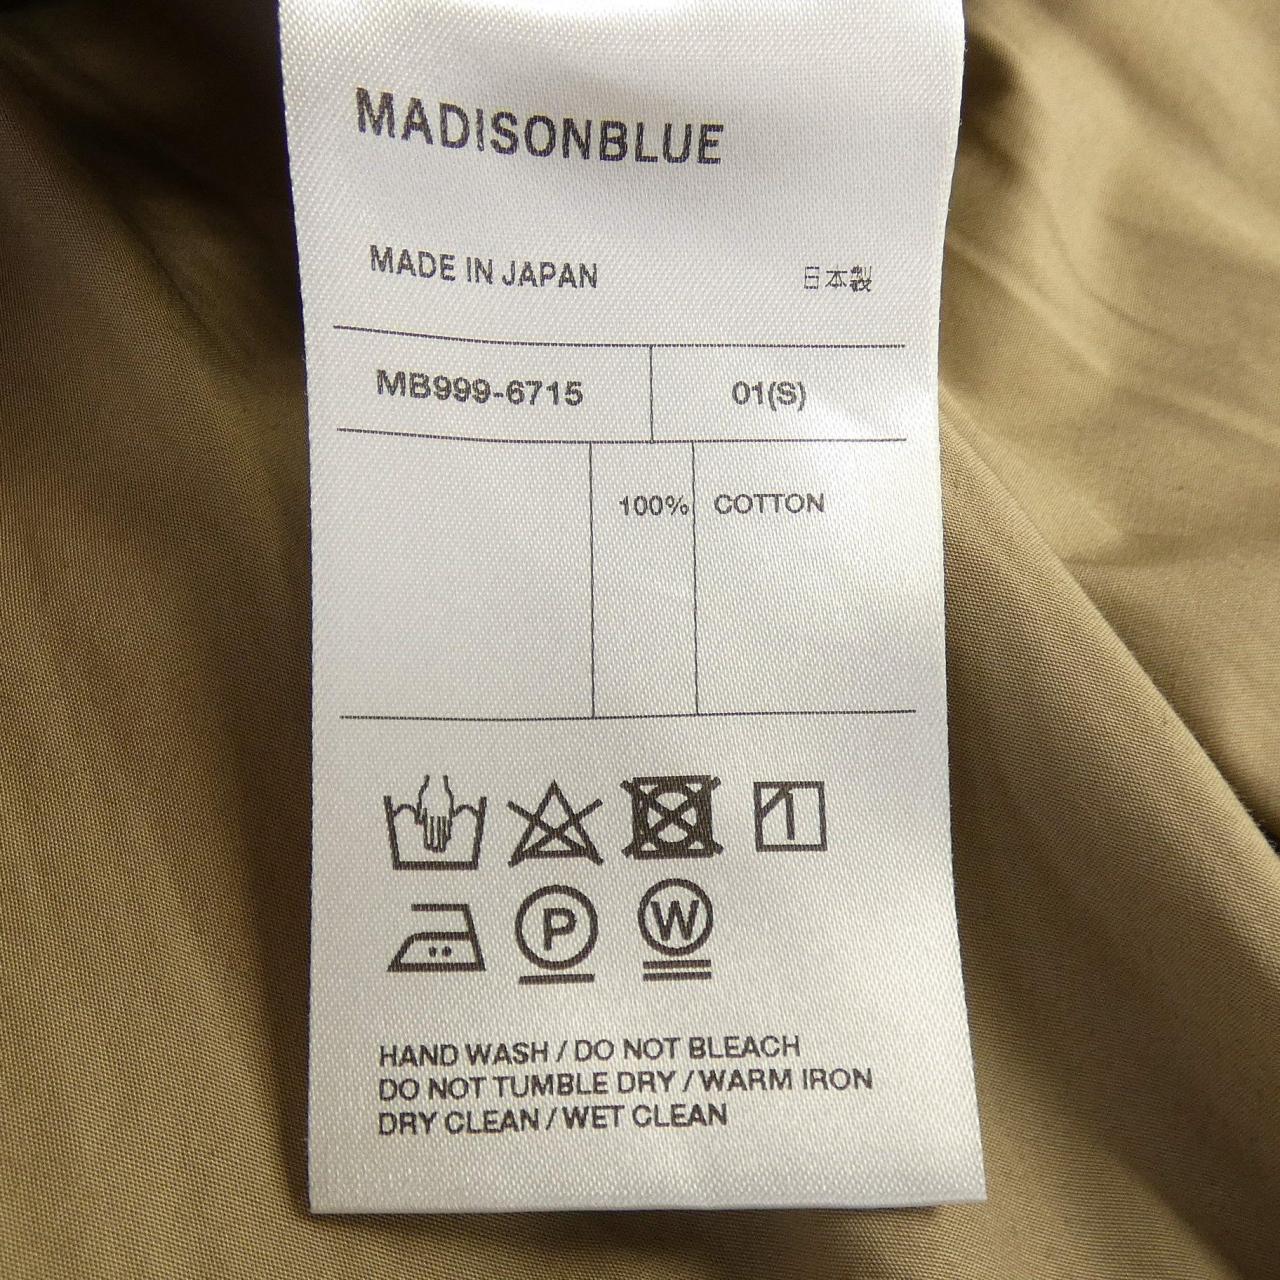 MADISONBLUE
MADE IN JAPAN 日本製
MB999-6715 01(S)
100% COTTON
P W
HAND WASH / DO NOT BLEACH
DO NOT TUMBLE DRY / WARM IRON
DRY CLEAN / WET CLEAN